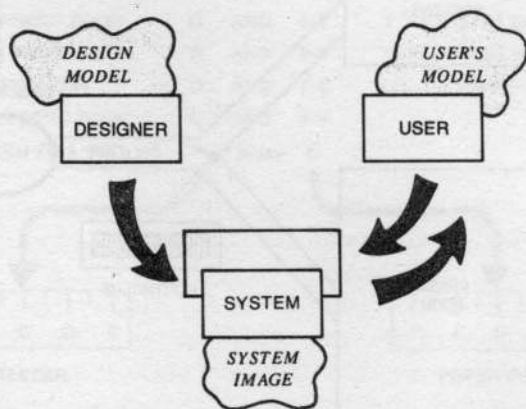 DESIGN
MODEL
DESIGNER
USER'S
MODEL
USER
SYSTEM
SYSTEM
IMAGE